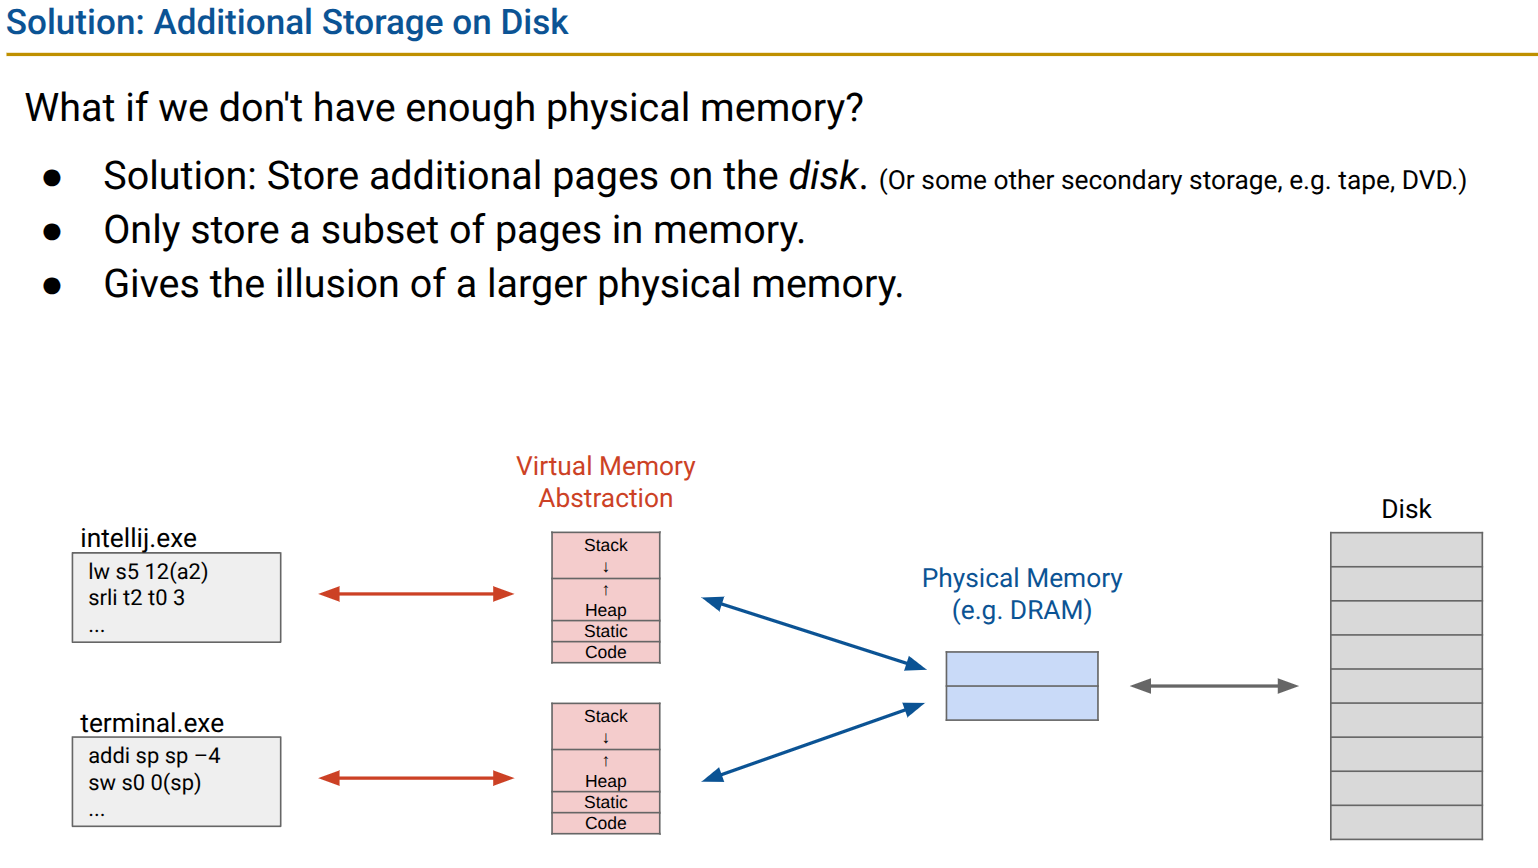 Solution: Additional Storage on Disk
What if we don't have enough physical memory?
● Solution: Store additional pages on the disk. (Or some other secondary storage, e.g. tape, DVD.)
● Only store a subset of pages in memory.
● Gives the illusion of a larger physical memory.
intellij.exe
lw s5 12(a2)
srli t2 t0 3
...
terminal.exe
addi sp sp −4
sw s0 0(sp)
...
Virtual Memory
Abstraction
Stack
↓
↑
Heap
Static
Code
Stack
↓
↑
Heap
Static
Code
Physical Memory
(e.g. DRAM)
Disk